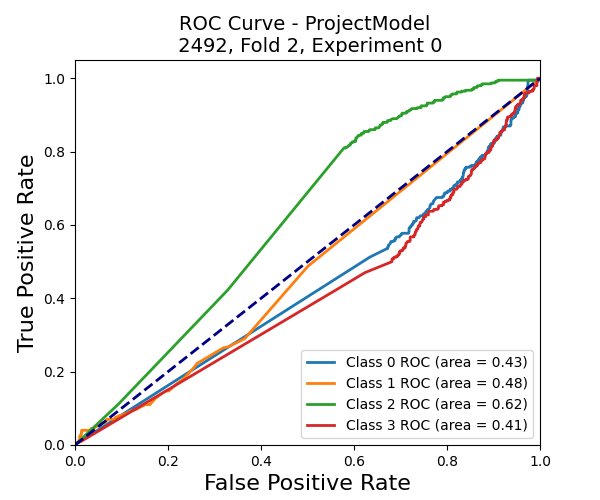 ROC Curve - ProjectModel
2492, Fold 2, Experiment 0
True Positive Rate
1.0
0.8
0.6
0.4
0.2
0.0
0.0 0.2 0.4 0.6 0.8 1.0
False Positive Rate
Class 0 ROC (area = 0.43)
Class 1 ROC (area = 0.48)
Class 2 ROC (area = 0.62)
Class 3 ROC (area = 0.41)